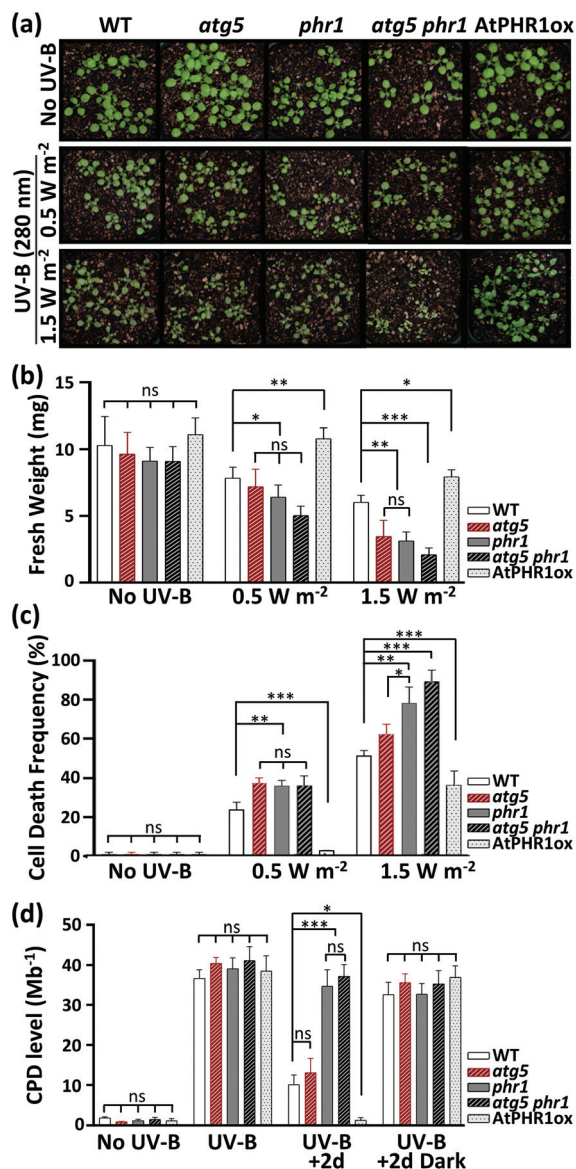 (a)
WT atg5 phr1 atg5 phr1 AtPHR1ox
No UV-B
UV-B (280 nm)
0.5 W m-2
1.5 W m-2
(b)
Fresh Weight (mg)
15
10
5
0
ns
* ns **
** ns *** *
No UV-B 0.5 W m-2 1.5 W m-2
WT
atg5
phr1
atg5 phr1
AtPHR1ox
(c)
Cell Death Frequency (%)
100
80
60
40
20
0
ns
** ns ***
* ** *** ***
No UV-B 0.5 W m-2 1.5 W m-2
WT
atg5
phr1
atg5 phr1
AtPHR1ox
(d)
CPD level (Mb-1)
50
40
30
20
10
0
ns
ns
ns *** ns *
ns
No UV-B UV-B UV-B UV-B
+2d +2d Dark
WT
atg5
phr1
atg5 phr1
AtPHR1ox